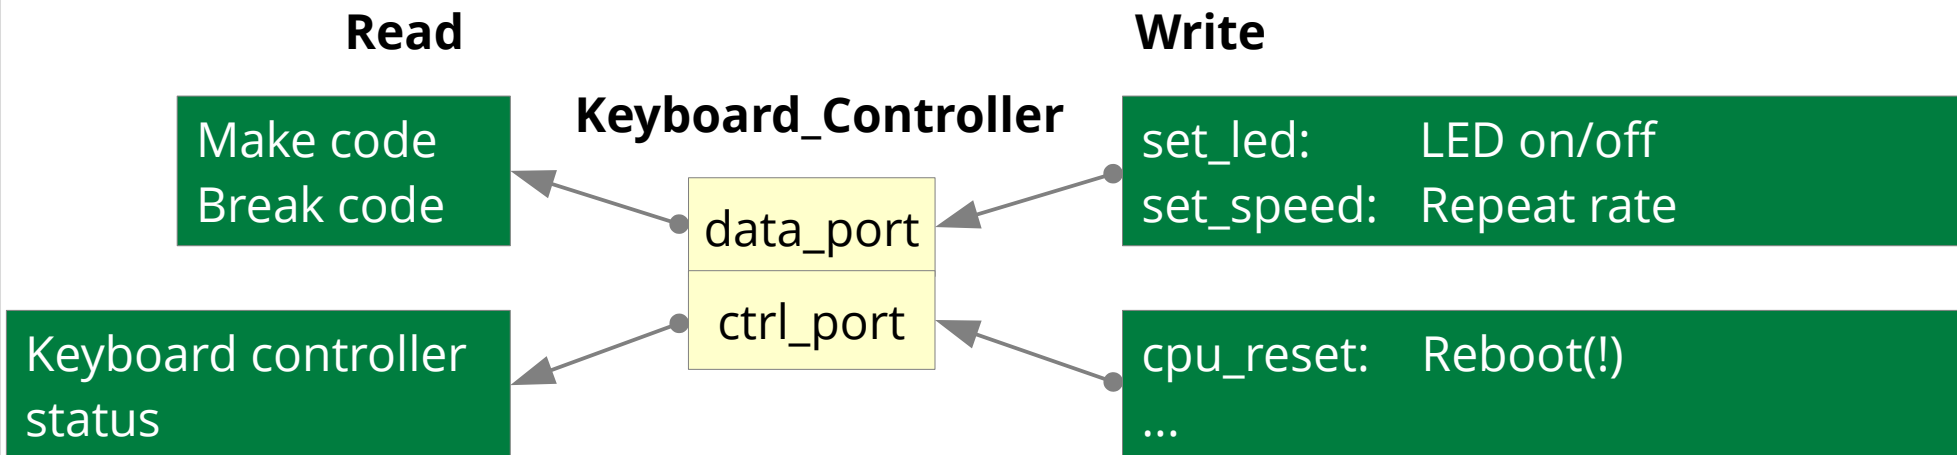 Read
Write
Keyboard_Controller
Make code
Break code
data_port
ctrl_port
set_led: LED on/off
set_speed: Repeat rate
Keyboard controller
status
cpu_reset: Reboot(!)
...